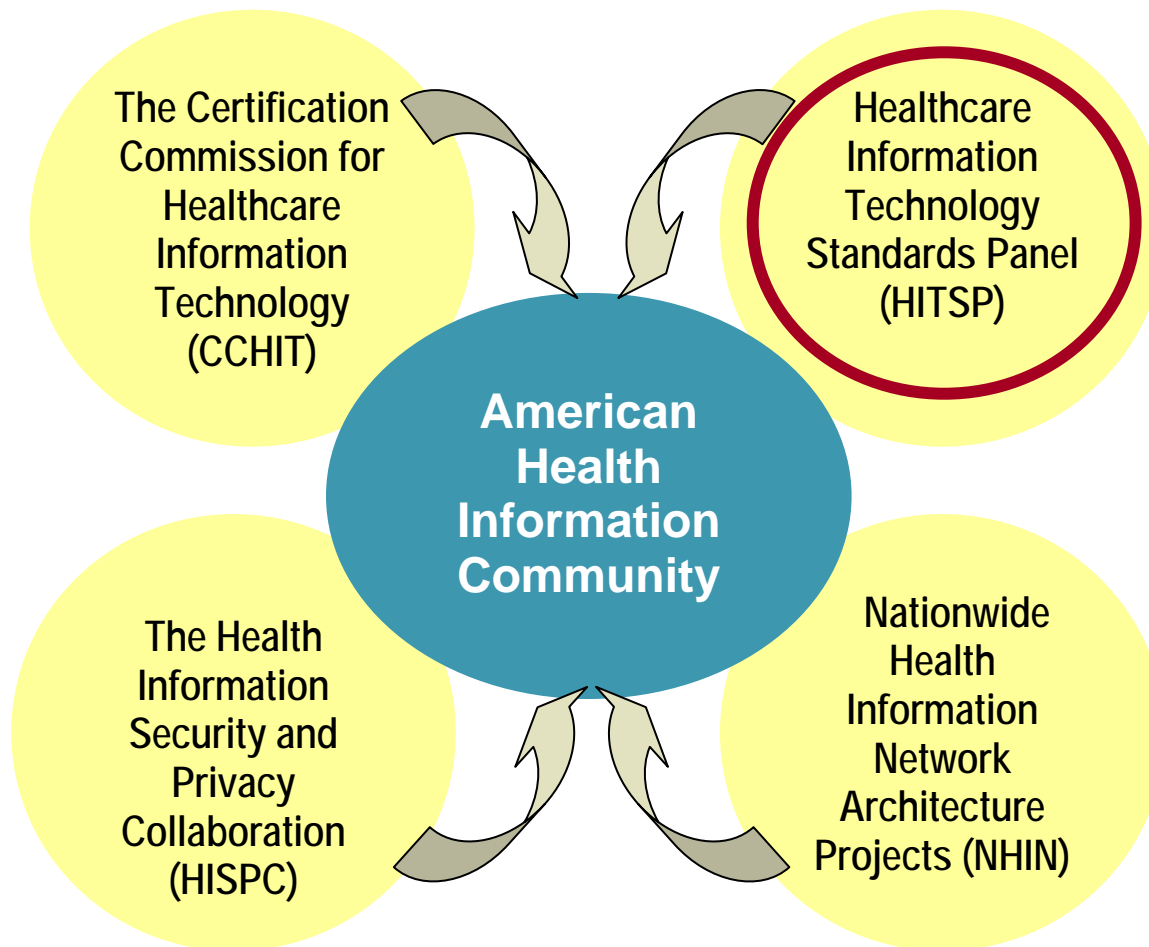 The Certification
Commission for
Healthcare
Information
Technology
(CCHIT)
Healthcare
Information
Technology
Standards Panel
(HITSP)
American
Health
Information
Community
The Health
Information
Security and
Privacy
Collaboration
(HISPC)
Nationwide
Health
Information
Network
Architecture
Projects (NHIN)